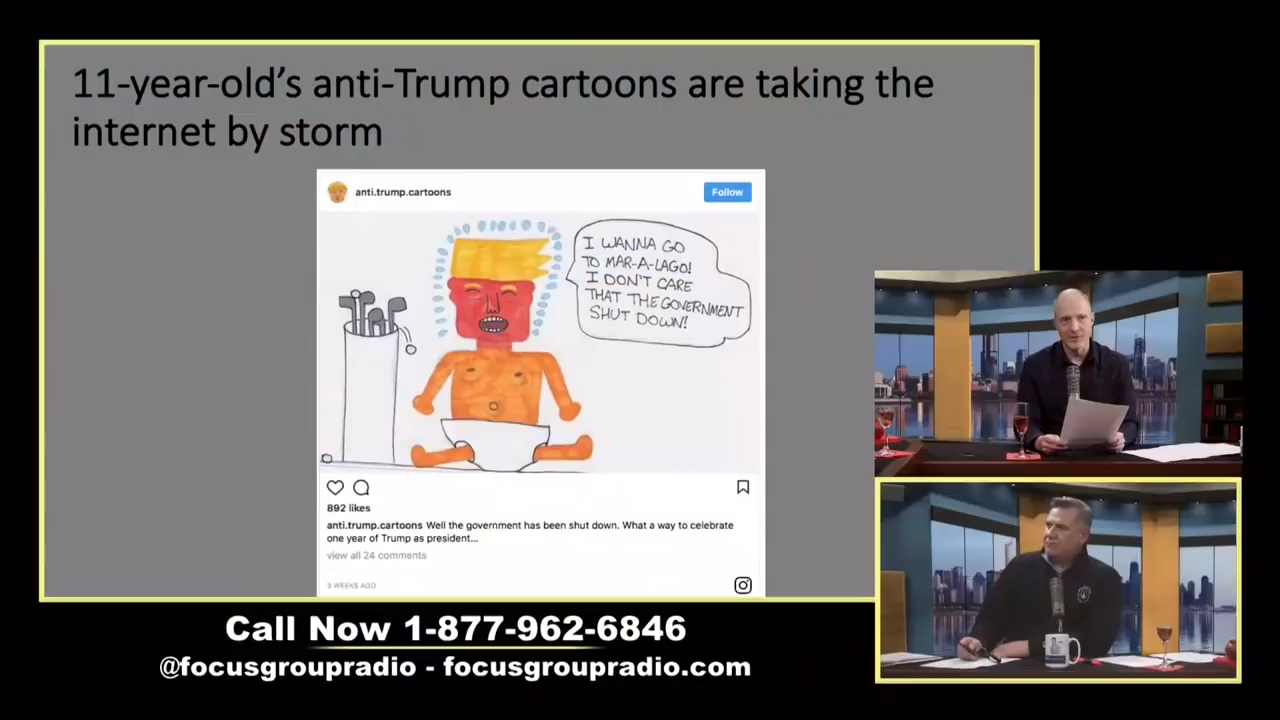 11-year-old's anti-Trump cartoons are taking the
internet by storm
anti.trump.cartoons
Follow
I WANNA GO
TO MAR-A-LAGO!
I DON'T CARE
THAT THE GOVERNMENT
SHUT DOWN!
892 likes
anti.trump.cartoons Well the government has been shut down. What a way to celebrate
one year of Trump as president...
view all 24 comments
3 WEEKS AGO
Call Now 1-877-962-6846
@focusgroupradio - focusgroupradio.com